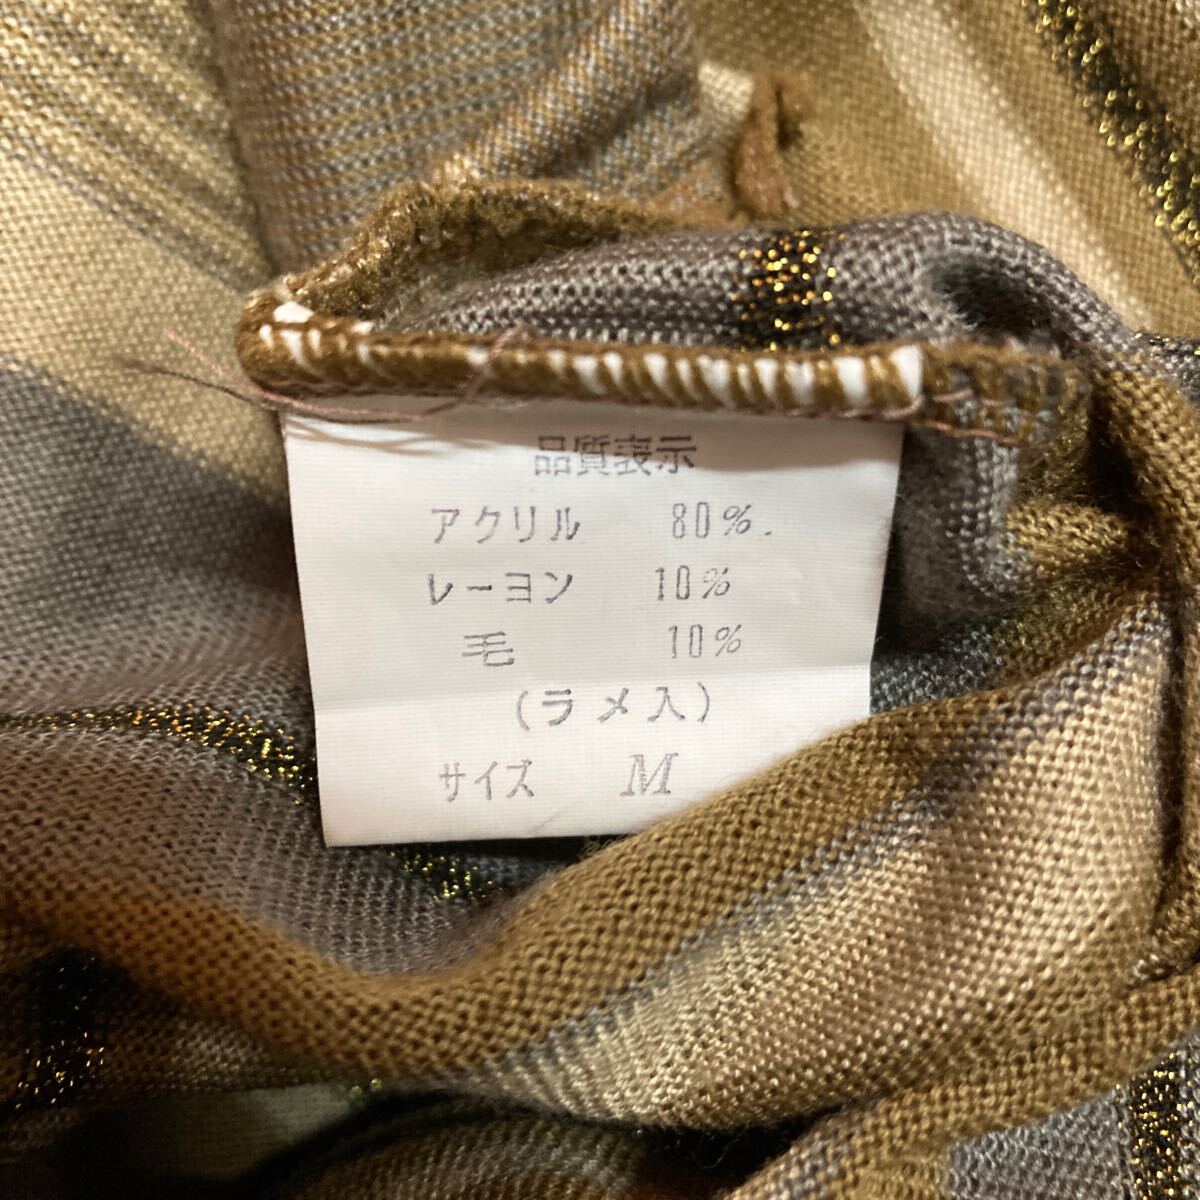 品質表示
アクリル 80%.
レーヨン 10%
毛 10%
(ラメ入)
サイズ M